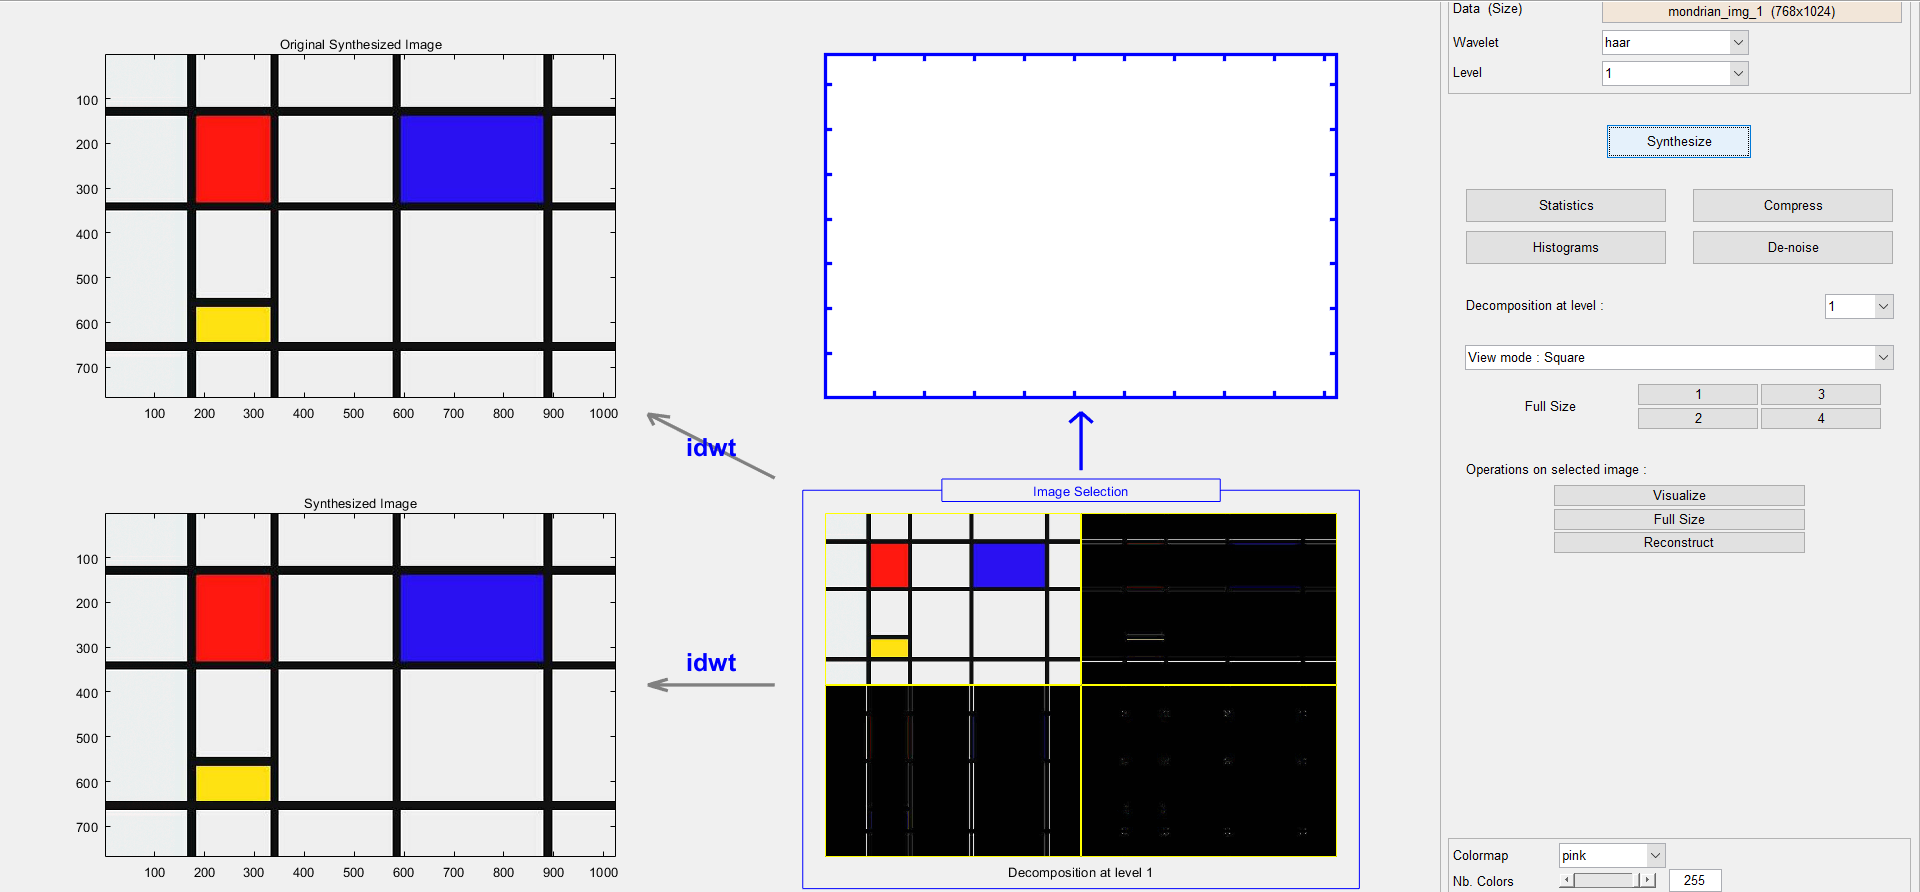 Original Synthesized Image
100
200
300
400
500
600
700
100 200 300 400 500 600 700 800 900 1000
idwt
Synthesized Image
100
200
300
400
500
600
700
100 200 300 400 500 600 700 800 900 1000
idwt
Image Selection
Decomposition at level 1
Data (Size) mondrian_img_1 (768x1024)
Wavelet haar
Level 1
Synthesize
Statistics Compress
Histograms De-noise
Decomposition at level : 1
View mode : Square
Full Size 1 3
2 4
Operations on selected image :
Visualize
Full Size
Reconstruct
Colormap pink
Nb. Colors 255